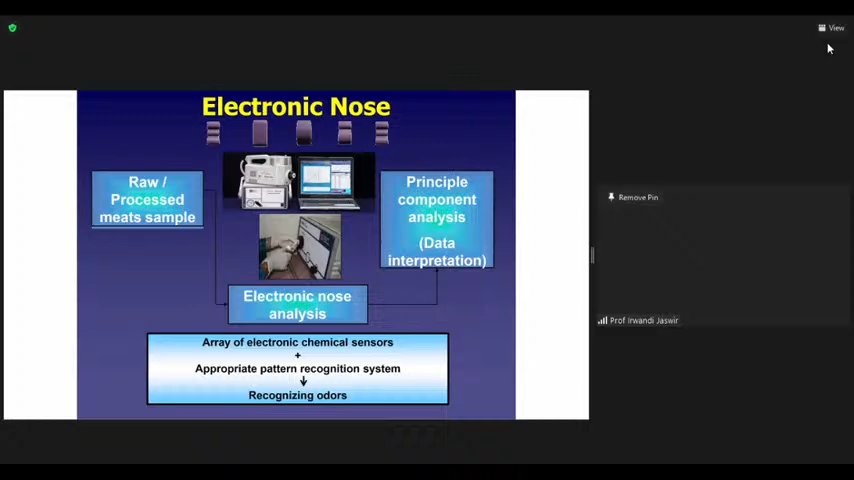 View
Electronic Nose
Raw /
Processed
meats sample
Principle
component
analysis
(Data
interpretation)
Remove Pin
Electronic nose
analysis
Prof Irwandi Jaswir
Array of electronic chemical sensors
+
Appropriate pattern recognition system
Recognizing odors